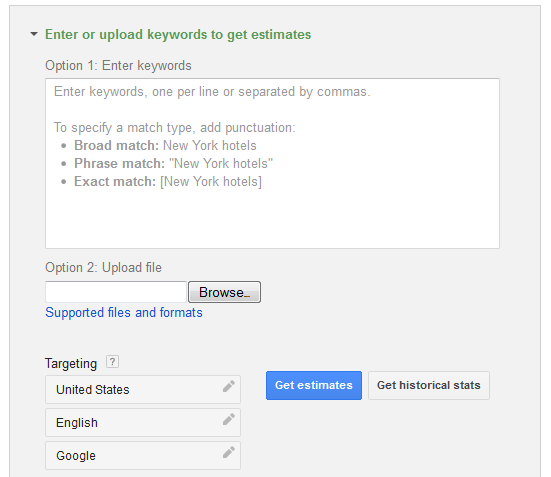 Enter or upload keywords to get estimates
Option 1: Enter keywords
Enter keywords, one per line or separated by commas.
To specify a match type, add punctuation:
• Broad match: New York hotels
• Phrase match: "New York hotels"
• Exact match: [New York hotels]
Option 2: Upload file
Browse…
Supported files and formats
Targeting ?
United States
Get estimates
Get historical stats
English
Google